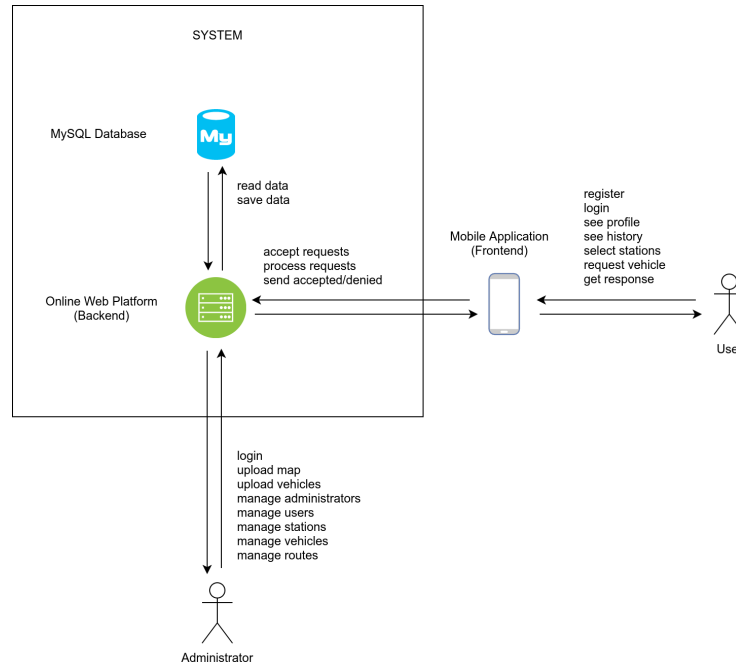 SYSTEM
MySQL Database
My
read data
save data
register
login
see profile
see history
select stations
request vehicle
get response
Mobile Application
(Frontend)
accept requests
process requests
send accepted/denied
Online Web Platform
(Backend)
Use
login
upload map
upload vehicles
manage administrators
manage users
manage stations
manage vehicles
manage routes
Administrator